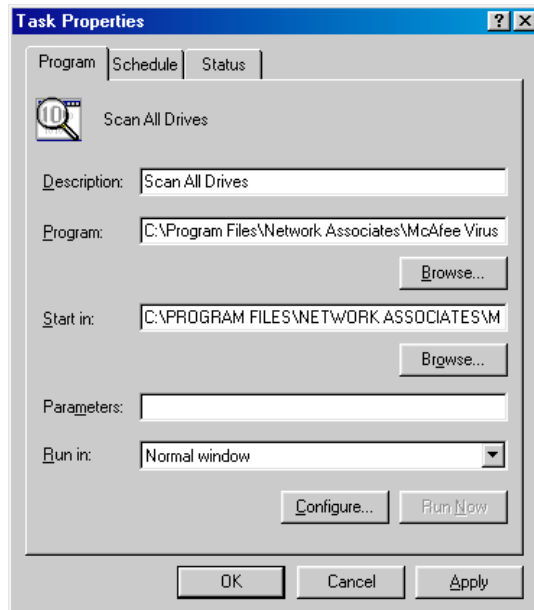 Task Properties
Program Schedule Status
Scan All Drives
Description: Scan All Drives
Program: C:\Program Files\Network Associates\McAfee Virus
Browse...
Start in: C:\PROGRAM FILES\NETWORK ASSOCIATES\M
Browse...
Parameters:
Run in: Normal window
Configure... Run Now
OK Cancel Apply